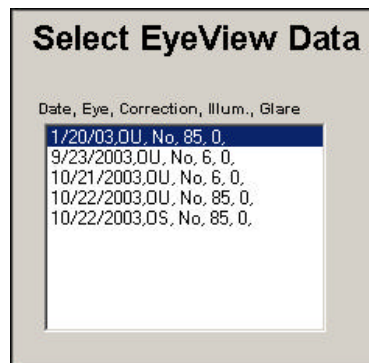 Select EyeView Data
Date, Eye, Correction, Illum., Glare
1/20/03,OU, No, 85, 0,
9/23/2003,OU, No, 6, 0,
10/21/2003,OU, No, 6, 0,
10/22/2003,OU, No, 85, 0,
10/22/2003,OS, No, 85, 0,